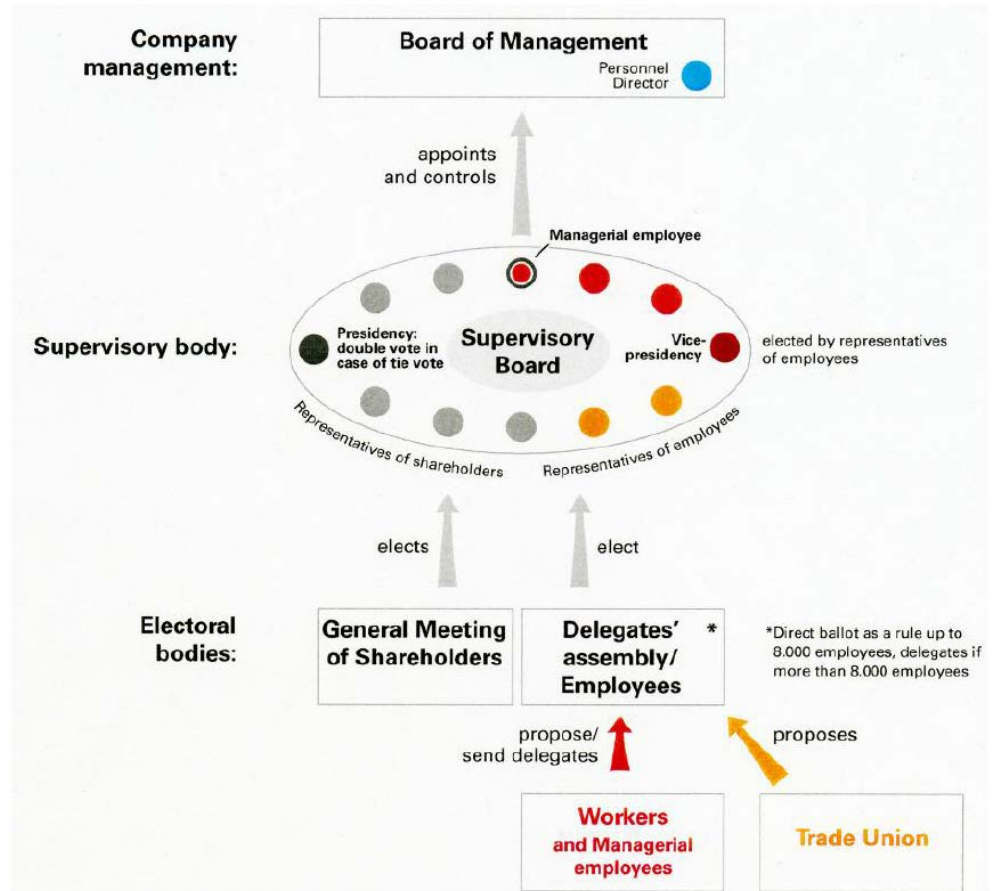 Company
management:
Board of Management
Personnel
Director
appoints
and controls
Managerial employee
Supervisory body:
Presidency:
double vote in
case of tie vote
Supervisory
Board
Vice-
presidency
elected by representatives
of employees
Representatives of shareholders
Representatives of employees
elects
elect
Electoral
bodies:
General Meeting
of Shareholders
Delegates' *
assembly/
Employees
*Direct ballot as a rule up to
8.000 employees, delegates if
more than 8.000 employees
propose/
send delegates
proposes
Workers
and Managerial
employees
Trade Union